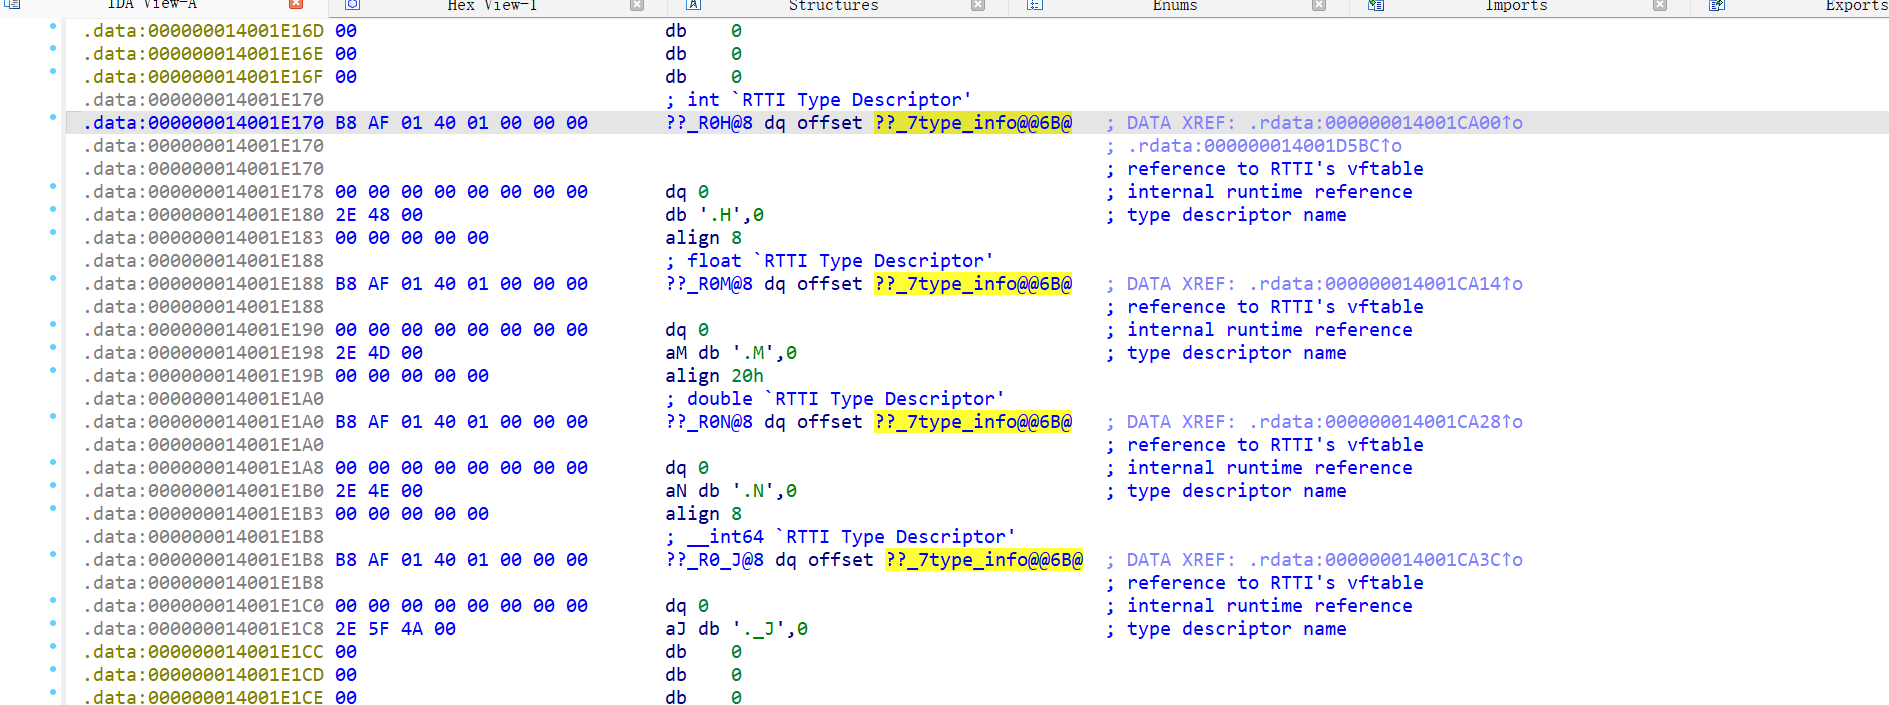 IDA View-A Hex View-1 Structures Enums Imports Exports
.data:000000014001E16D 00 db 0
.data:000000014001E16E 00 db 0
.data:000000014001E16F 00 db 0
.data:000000014001E170 ; int `RTTI Type Descriptor'
.data:000000014001E170 B8 AF 01 40 01 00 00 00 ??_R0H@8 dq offset ??_7type_info@@6B@ ; DATA XREF: .rdata:000000014001CA00↑o
.data:000000014001E170 ; .rdata:000000014001D5BC↑o
.data:000000014001E170 ; reference to RTTI's vftable
.data:000000014001E178 00 00 00 00 00 00 00 00 dq 0 ; internal runtime reference
.data:000000014001E180 2E 48 00 db '.H',0 ; type descriptor name
.data:000000014001E183 00 00 00 00 00 align 8
.data:000000014001E188 ; float `RTTI Type Descriptor'
.data:000000014001E188 B8 AF 01 40 01 00 00 00 ??_R0M@8 dq offset ??_7type_info@@6B@ ; DATA XREF: .rdata:000000014001CA14↑o
.data:000000014001E188 ; reference to RTTI's vftable
.data:000000014001E190 00 00 00 00 00 00 00 00 dq 0 ; internal runtime reference
.data:000000014001E198 2E 4D 00 aM db '.M',0 ; type descriptor name
.data:000000014001E19B 00 00 00 00 00 align 20h
.data:000000014001E1A0 ; double `RTTI Type Descriptor'
.data:000000014001E1A0 B8 AF 01 40 01 00 00 00 ??_R0N@8 dq offset ??_7type_info@@6B@ ; DATA XREF: .rdata:000000014001CA28↑o
.data:000000014001E1A0 ; reference to RTTI's vftable
.data:000000014001E1A8 00 00 00 00 00 00 00 00 dq 0 ; internal runtime reference
.data:000000014001E1B0 2E 4E 00 aN db '.N',0 ; type descriptor name
.data:000000014001E1B3 00 00 00 00 00 align 8
.data:000000014001E1B8 ; __int64 `RTTI Type Descriptor'
.data:000000014001E1B8 B8 AF 01 40 01 00 00 00 ??_R0_J@8 dq offset ??_7type_info@@6B@ ; DATA XREF: .rdata:000000014001CA3C↑o
.data:000000014001E1B8 ; reference to RTTI's vftable
.data:000000014001E1C0 00 00 00 00 00 00 00 00 dq 0 ; internal runtime reference
.data:000000014001E1C8 2E 5F 4A 00 aJ db '._J',0 ; type descriptor name
.data:000000014001E1CC 00 db 0
.data:000000014001E1CD 00 db 0
.data:000000014001E1CE 00 db 0